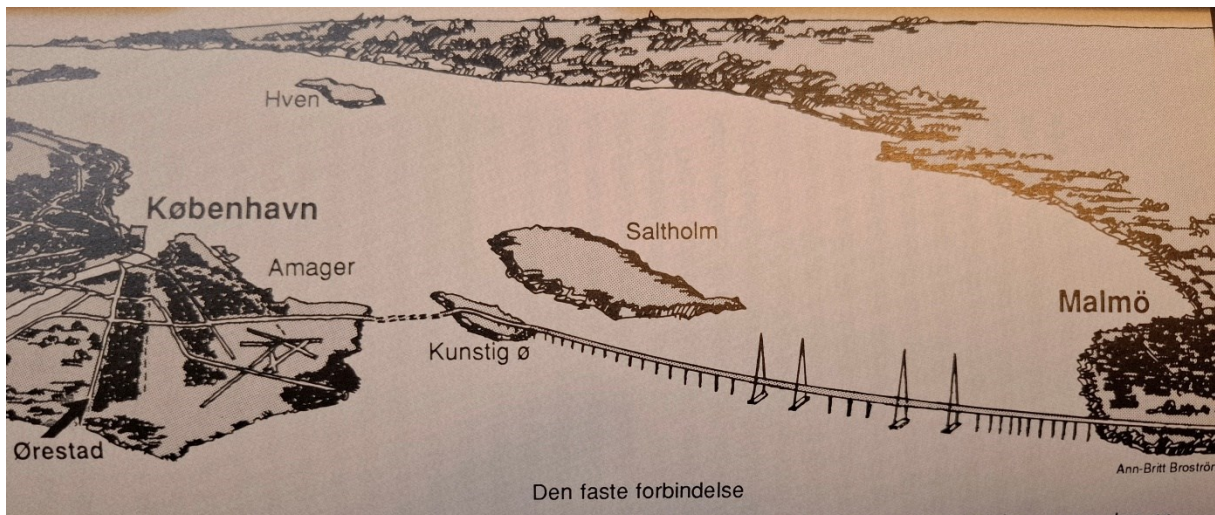 Hven
København
Saltholm
Amager
Malmö
Kunstig ø
Ørestad
Ann-Britt Broström
Den faste forbindelse